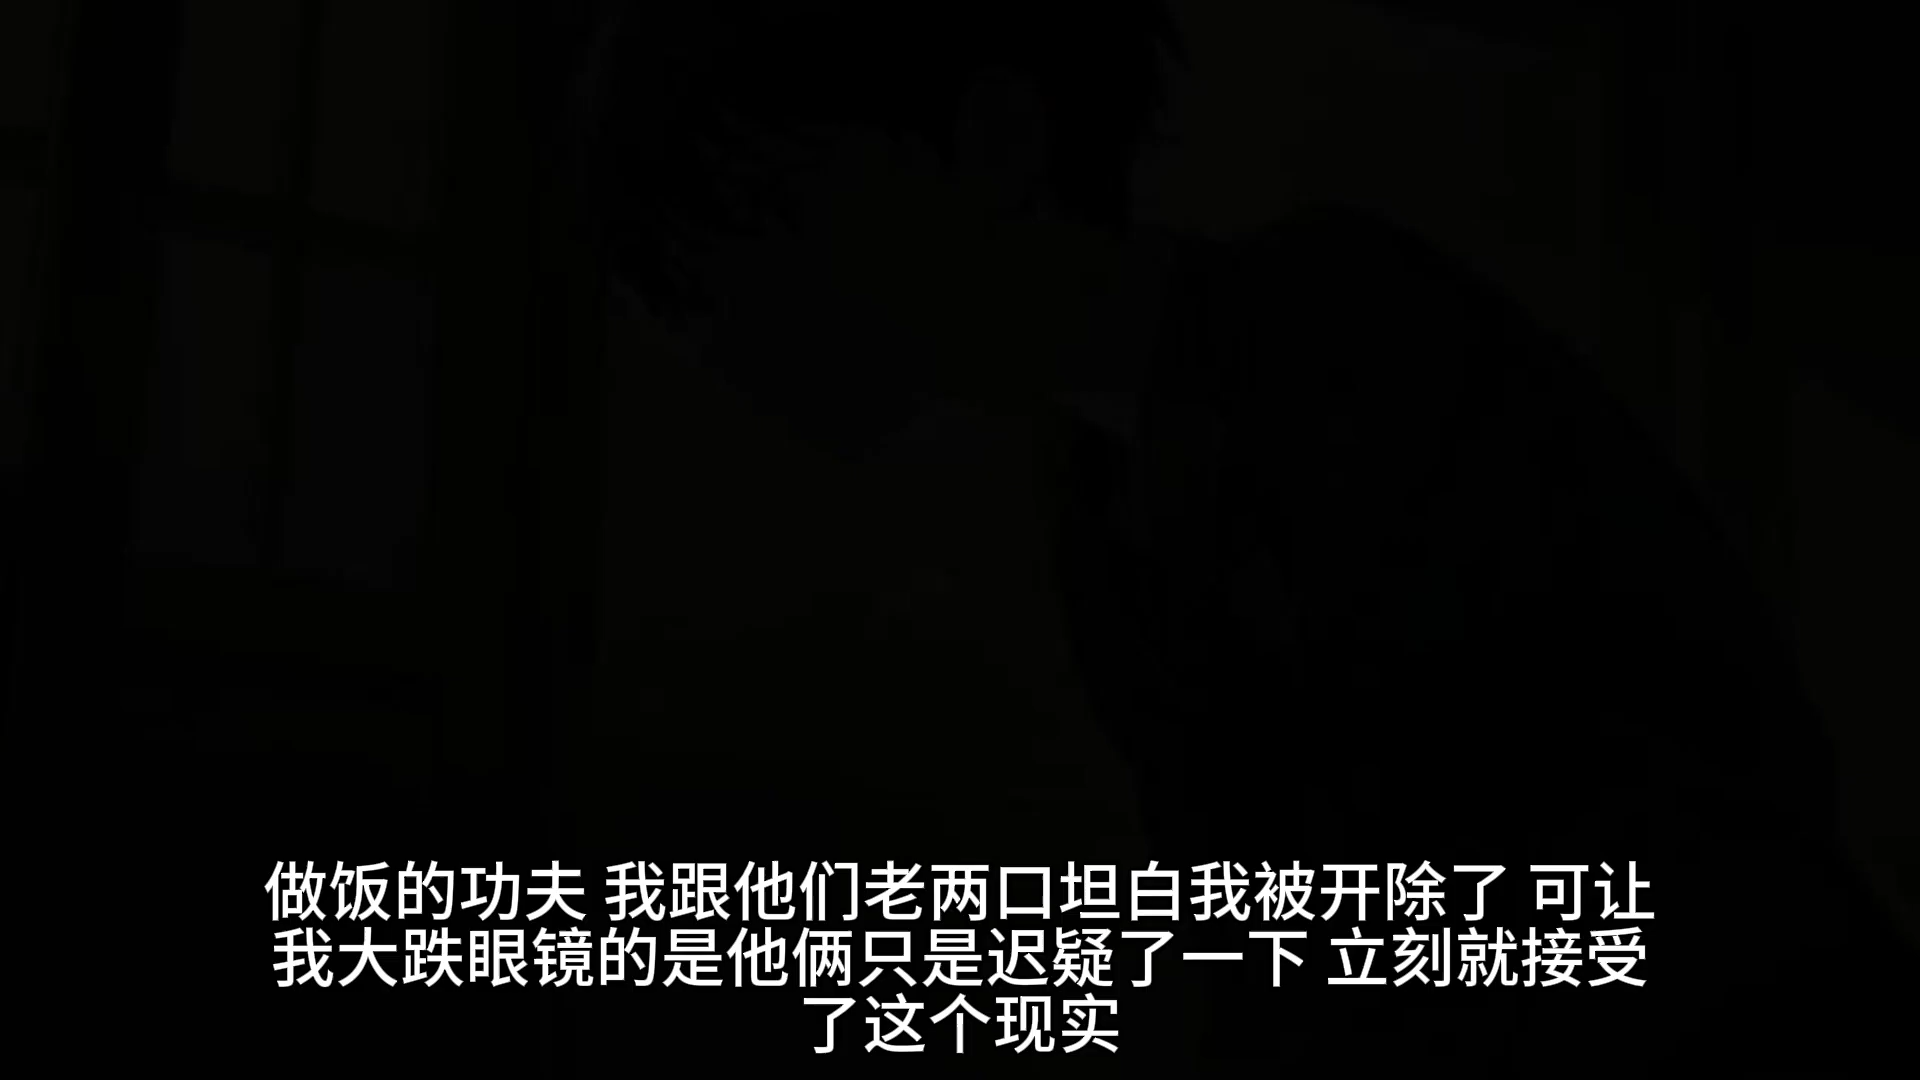 做饭的功夫 我跟他们老两口坦白我被开除了 可让
我大跌眼镜的是他俩只是迟疑了一下 立刻就接受
了这个现实